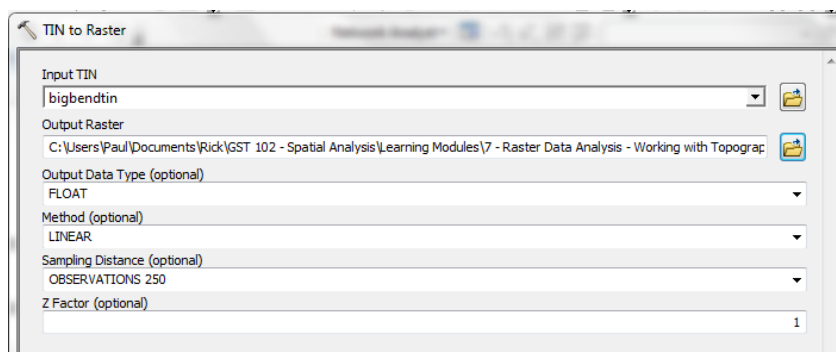 TIN to Raster
Input TIN
bigbendtin
Output Raster
C:\Users\Paul\Documents\Rick\GST 102 - Spatial Analysis\Learning Modules\7 - Raster Data Analysis - Working with Topograp
Output Data Type (optional)
FLOAT
Method (optional)
LINEAR
Sampling Distance (optional)
OBSERVATIONS 250
Z Factor (optional)
1